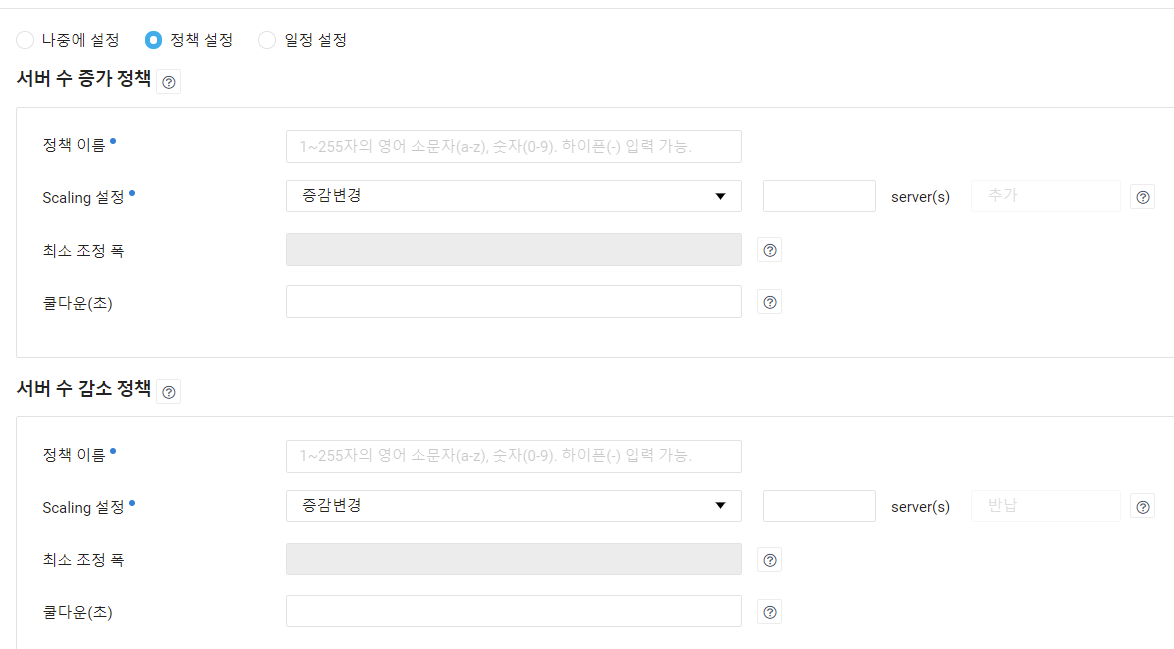 나중에 설정 정책 설정 일정 설정
서버 수 증가 정책 ?
정책 이름 1~255자의 영어 소문자(a-z), 숫자(0-9). 하이픈(-) 입력 가능.
Scaling 설정 증감변경 server(s) 추가 ?
최소 조정 폭 ?
쿨다운(초) ?
서버 수 감소 정책 ?
정책 이름 1~255자의 영어 소문자(a-z), 숫자(0-9). 하이픈(-) 입력 가능.
Scaling 설정 증감변경 server(s) 반납 ?
최소 조정 폭 ?
쿨다운(초) ?